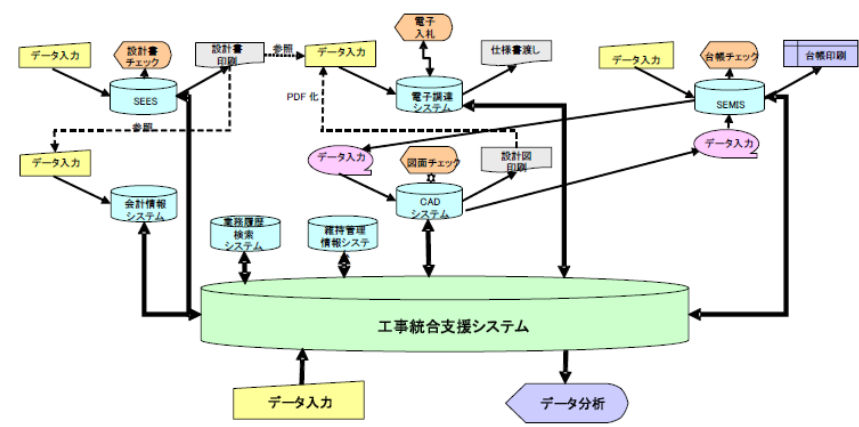 データ入力
設計書
チェック
設計書
印刷
参照
データ入力
電子
入札
仕様書渡し
データ入力
台帳チェック
台帳印刷
SEES
PDF 化
電子調達
システム
SEMIS
参照
データ入力
データ入力
図面チェック
設計図
印刷
データ入力
会計情報
システム
CAD
システム
業務履歴
検索
システム
維持管理
情報システ
工事統合支援システム
データ入力
データ分析